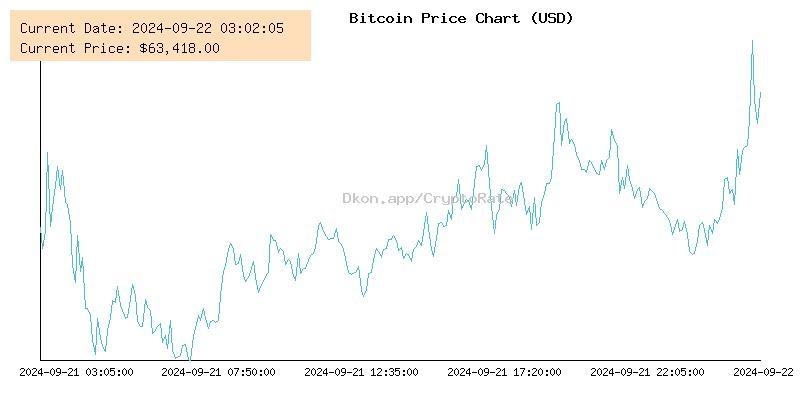 Bitcoin Price Chart (USD)
Current Date: 2024-09-22 03:02:05
Current Price: $63,418.00
Dkon.app/CryptoRate
2024-09-21 03:05:00
2024-09-21 07:50:00
2024-09-21 12:35:00
2024-09-21 17:20:00
2024-09-21 22:05:00
2024-09-22